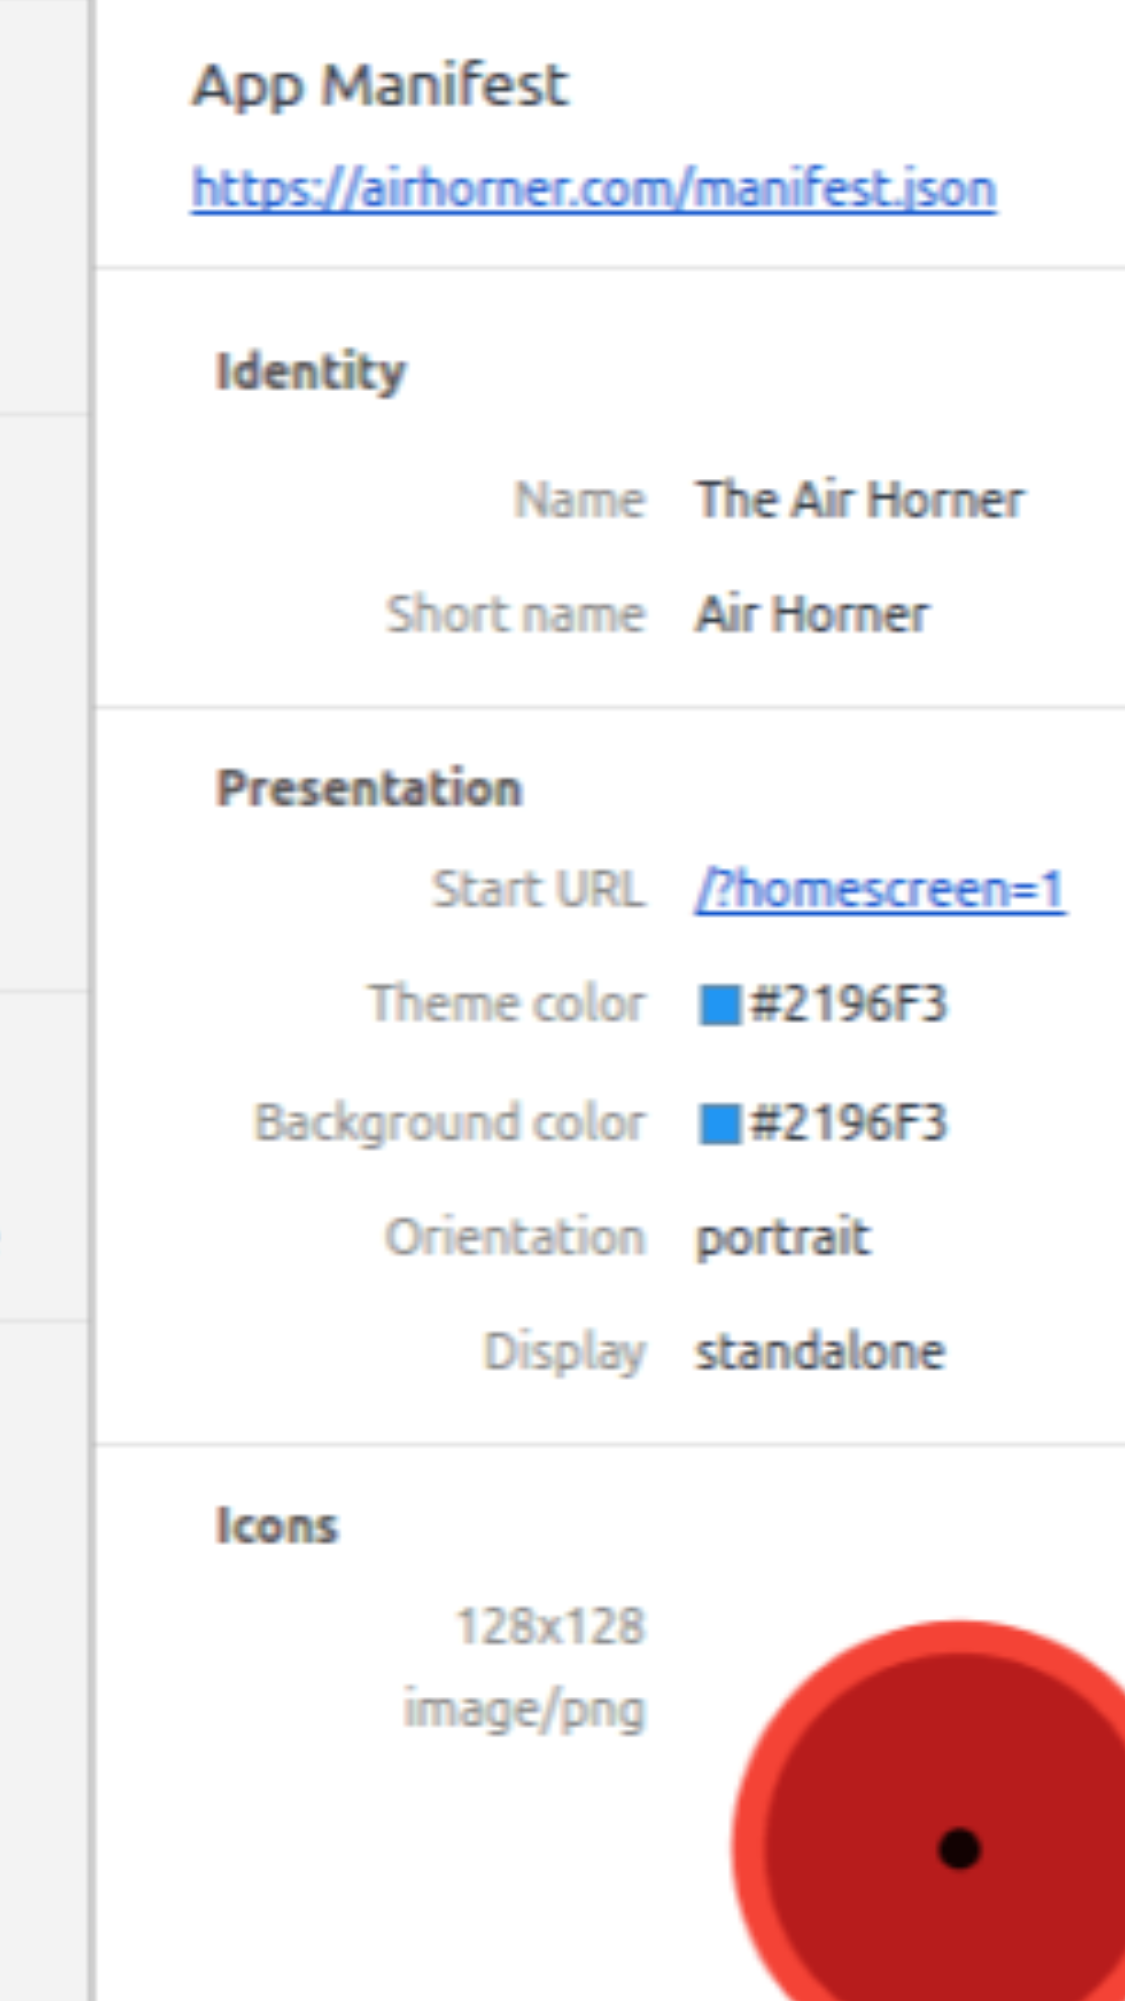 App Manifest
https://airhorner.com/manifest.json
Identity
Name The Air Horner
Short name Air Horner
Presentation
Start URL /?homescreen=1
Theme color #2196F3
Background color #2196F3
Orientation portrait
Display standalone
Icons
128x128
image/png